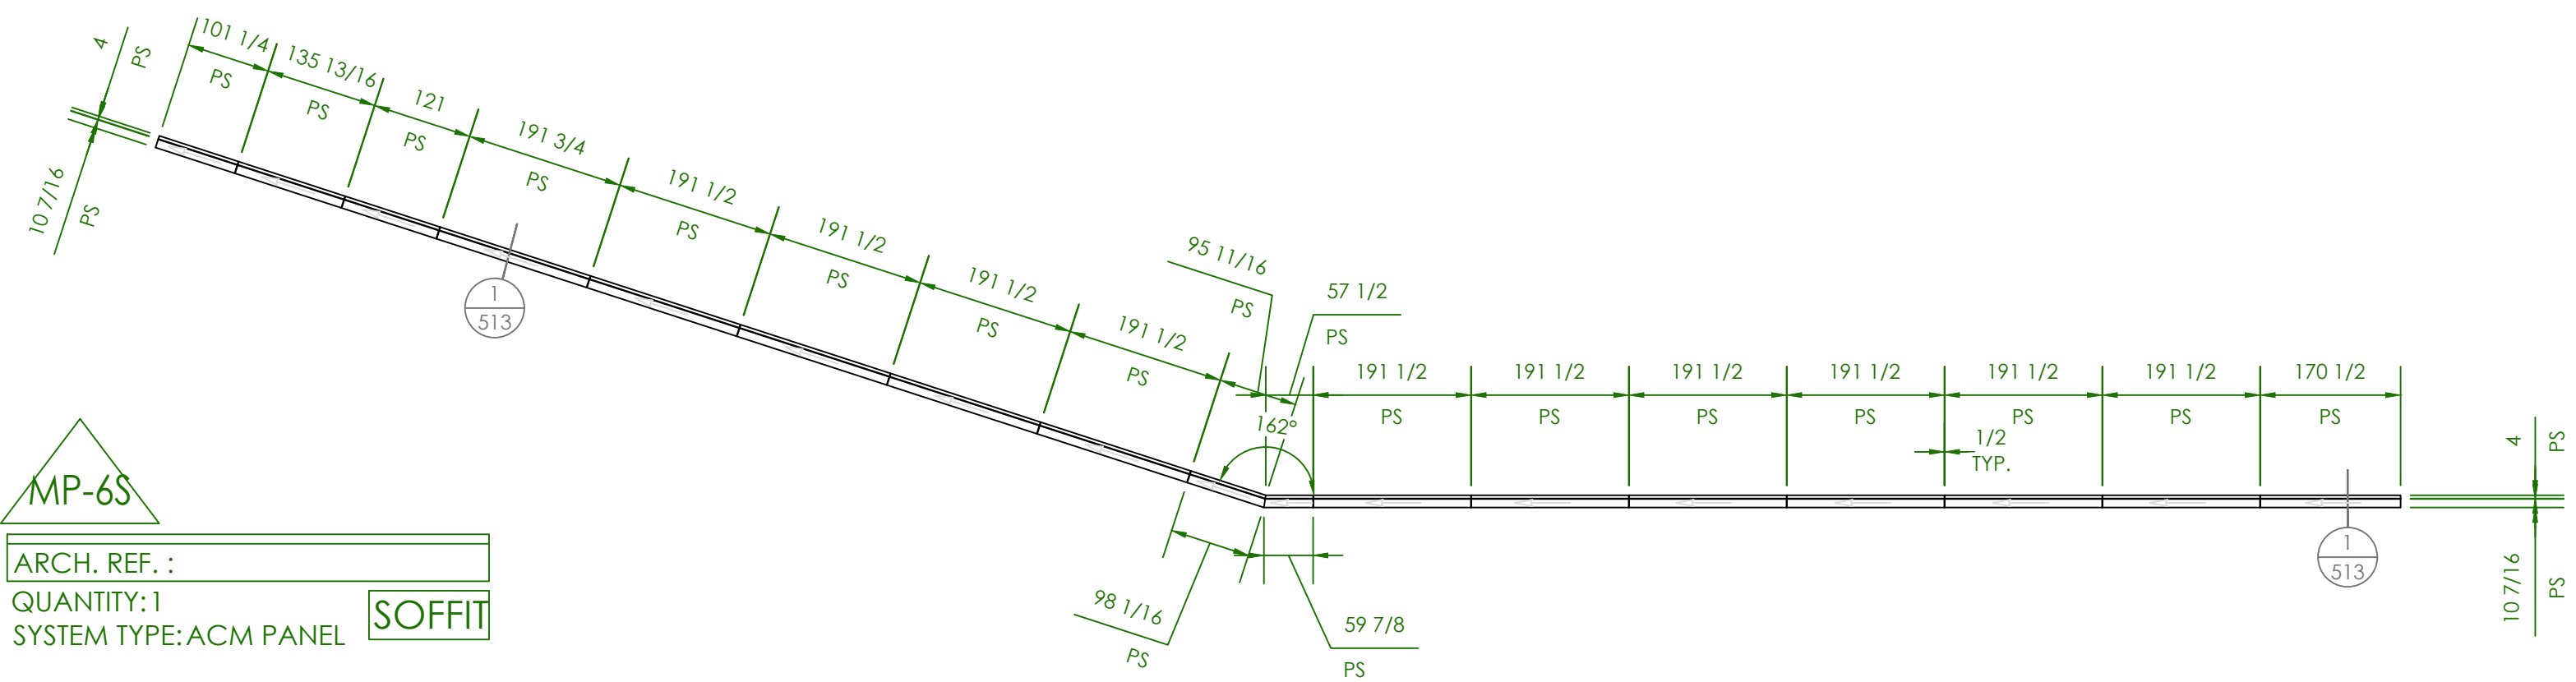 4
PS
101 1/4
PS
135 13/16
PS
121
PS
191 3/4
PS
191 1/2
PS
191 1/2
PS
191 1/2
PS
191 1/2
PS
95 11/16
PS
57 1/2
PS
10 7/16
PS
1
513
162°
191 1/2
PS
191 1/2
PS
191 1/2
PS
191 1/2
PS
191 1/2
PS
191 1/2
PS
170 1/2
PS
1/2
TYP.
4
PS
10 7/16
PS
1
513
98 1/16
PS
59 7/8
PS
MP-6S
ARCH. REF. :
QUANTITY: 1
SYSTEM TYPE: ACM PANEL
SOFFIT